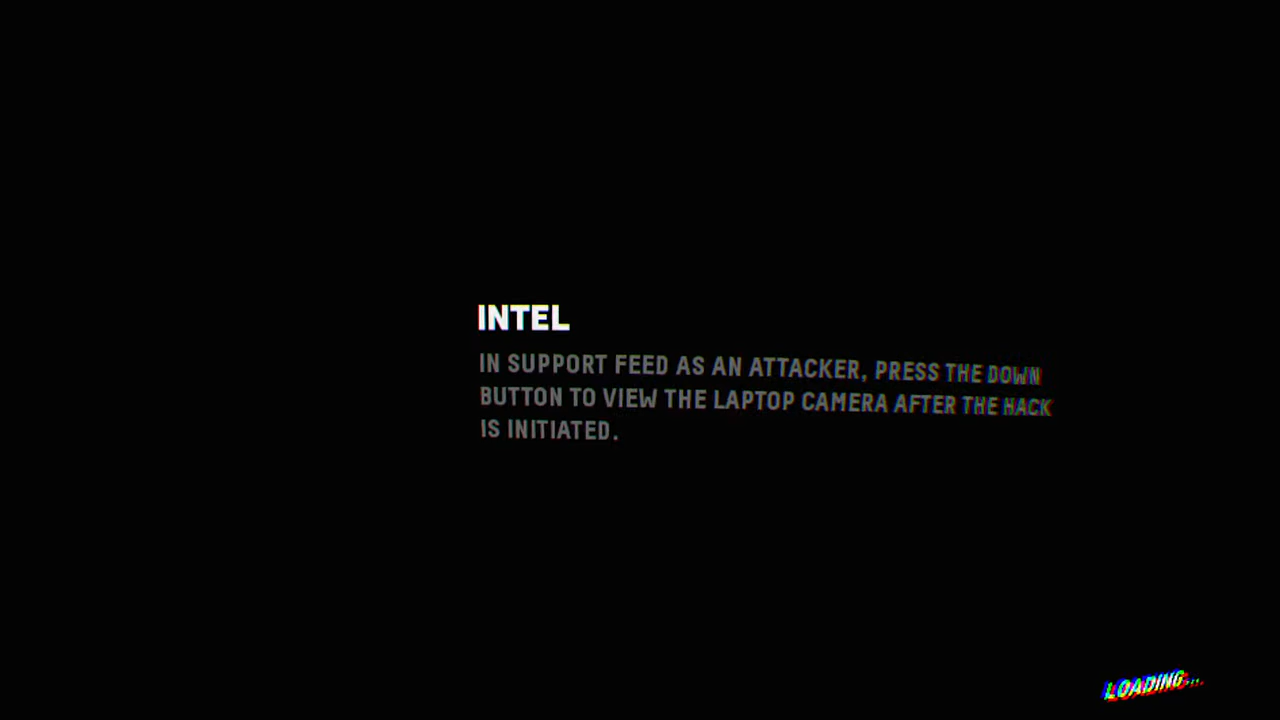 INTEL
IN SUPPORT FEED AS AN ATTACKER, PRESS THE DOWN
BUTTON TO VIEW THE LAPTOP CAMERA AFTER THE HACK
IS INITIATED.
LOADING...